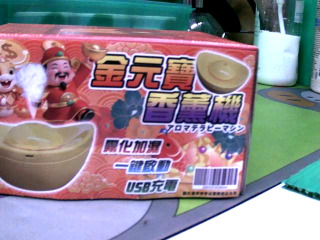 金元寶
香薰機
アロマテラピーマシン
霧化加濕
一鍵啟動
USB充電